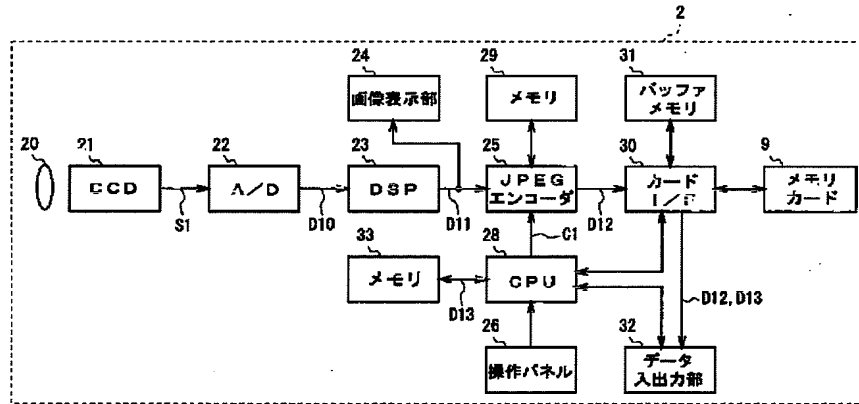 2
24
画像表示部
29
メモリ
31
バッファ
メモリ
20
21
CCD
S1
22
A/D
D10
23
DSP
D11
25
JPEG
エンコーダ
D12
30
カード
I/F
9
メモリ
カード
33
メモリ
D13
28
CPU
C1
D12, D13
26
操作パネル
32
データ
入出力部